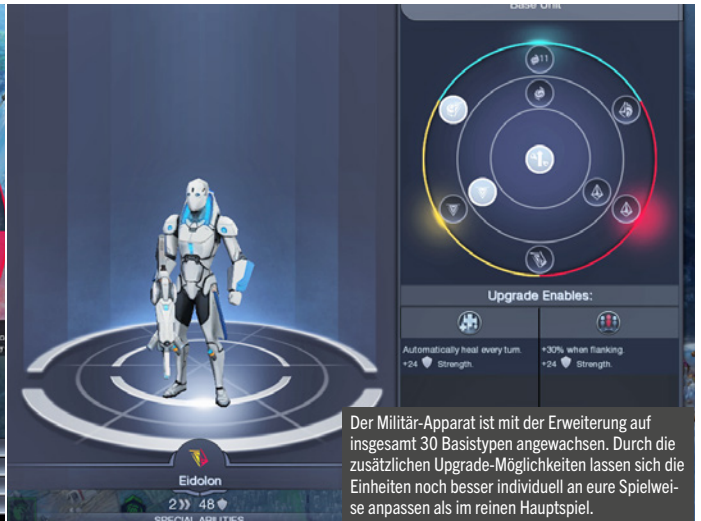 Base Unit
11
Upgrade Enables:
Automatically heal every turn.
+24 Strength.
+30% when flanking.
+24 Strength.
Eidolon
2 48
SPECIAL ABILITIES
Der Militär-Apparat ist mit der Erweiterung auf
insgesamt 30 Basistypen angewachsen. Durch die
zusätzlichen Upgrade-Möglichkeiten lassen sich die
Einheiten noch besser individuell an eure Spielwei-
se anpassen als im reinen Hauptspiel.